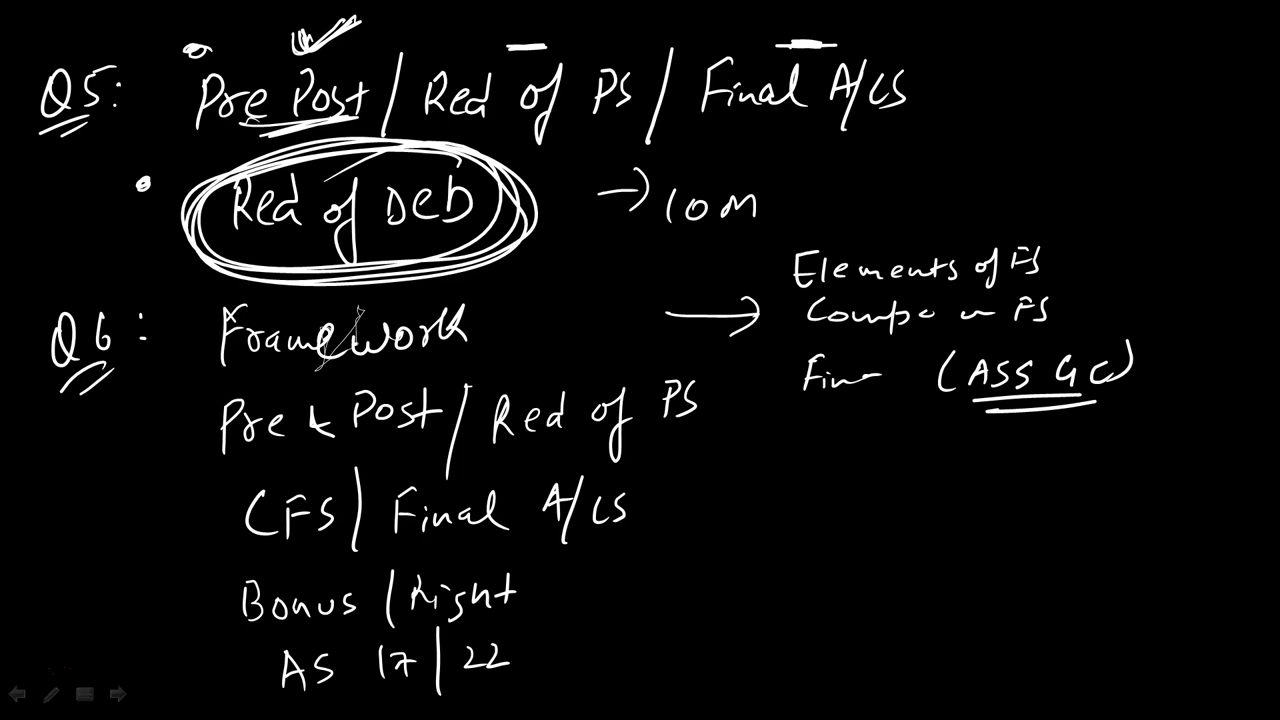 Q5: Pre Post / Red of PS / Final A/cs
Red of Deb → 10 M
Q6: Framework → Elements of FS
Compo in FS
Fin (ASS GC)
Pre & Post / Red of PS
CFS / Final A/cs
Bonus / Right
AS 17 / 22